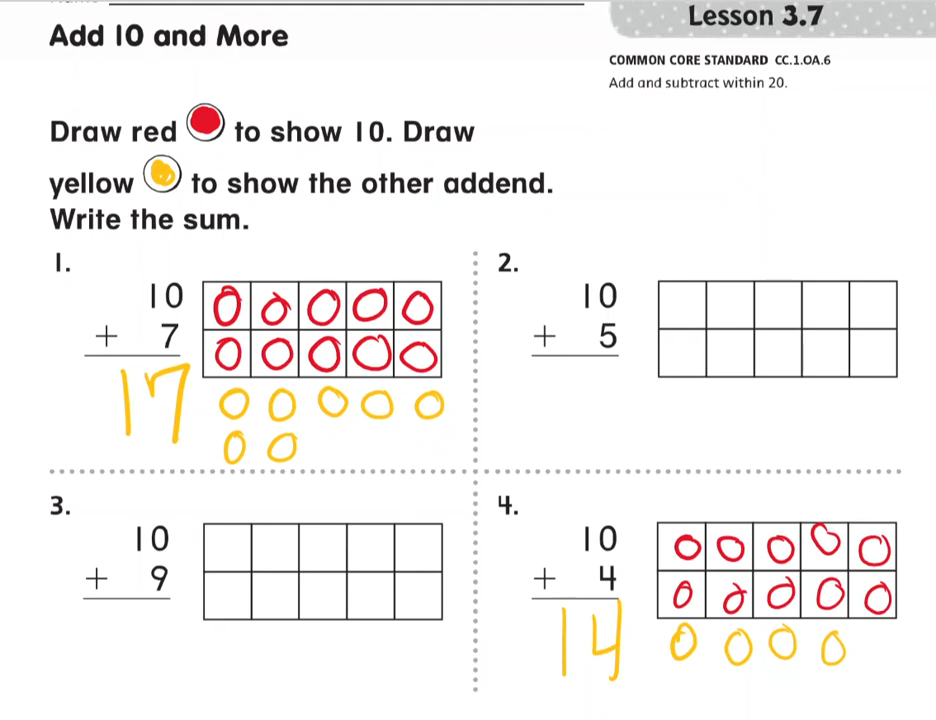 Lesson 3.7
Add 10 and More
COMMON CORE STANDARD CC.1.OA.6
Add and subtract within 20.
Draw red to show 10. Draw
yellow to show the other addend.
Write the sum.
1.
10
+ 7
17
2.
10
+ 5
3.
10
+ 9
4.
10
+ 4
14